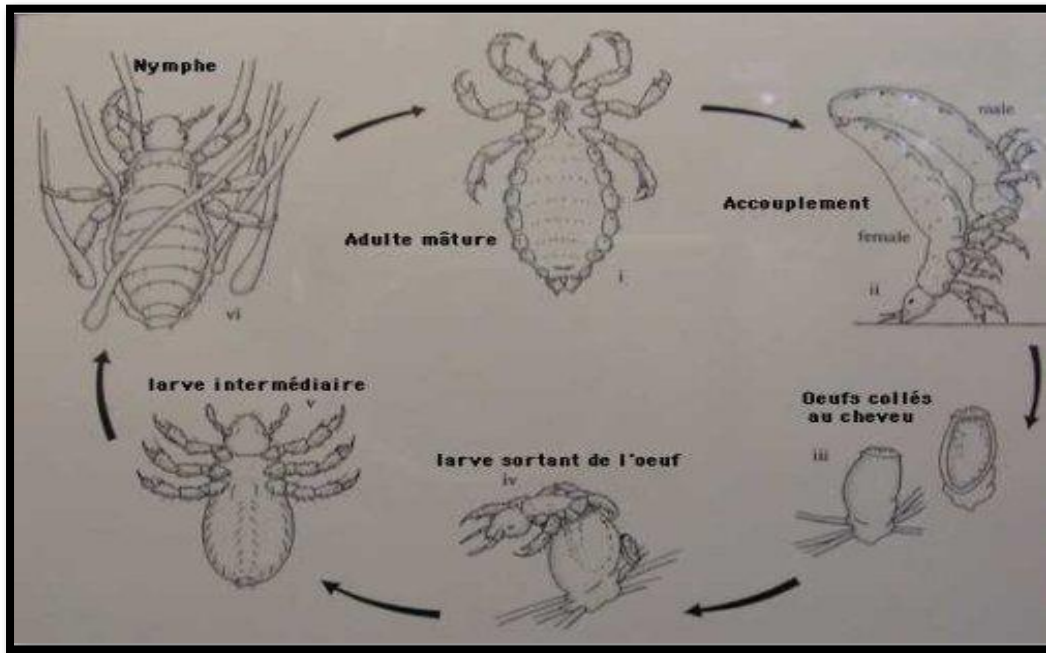 Nymphe
vi
Adulte mâture
i
male
Accouplement
female
ii
Oeufs collés
au cheveu
iii
larve sortant de l'oeuf
iv
larve intermédiaire
v